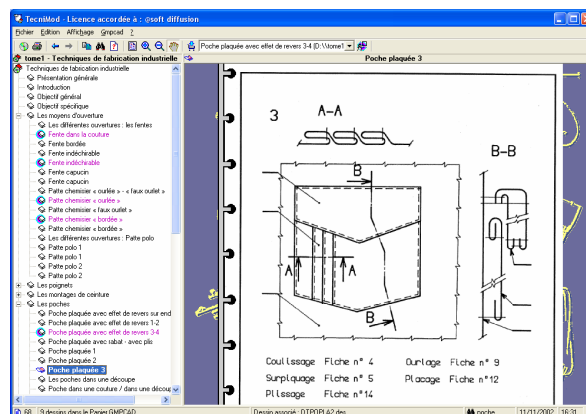 TecniMod - Licence accordée à : @soft diffusion
Fichier Edition Affichage Gmpcad ?
Poche plaquée avec effet de revers 3-4 (D:\\tome1
tome1 - Techniques de fabrication industrielle
Poche plaquée 3
Techniques de fabrication industrielle
Présentation générale
Introduction
Objectif général
Objectif spécifique
Les moyens d'ouverture
Les différentes ouvertures : les fentes
Fente dans la couture
Fente bordée
Fente indéchirable
Fente indéchirable
Fente capucin
Fente capucin
Patte chemisier « ourlée » - « faux ourlet »
Patte chemisier « ourlée »
Patte chemisier « faux ourlet »
Patte chemisier « bordée »
Patte chemisier « bordée »
Les différentes ouvertures : Patte polo
Patte polo 1
Patte polo 1
Patte polo 2
Patte polo 2
Les poignets
Les montages de ceinture
Les poches
Poche plaquée avec effet de revers sur end
Poche plaquée avec effet de revers 1-2
Poche plaquée avec effet de revers 3-4
Poche plaquée avec rabat - avec plis
Poche plaquée 1
Poche plaquée 2
Poche plaquée 3
Les poches dans une découpe
Poche dans une couture / dans une découp
3
A-A
B-B
B
A
A
B
Coulissage Fiche n° 4
Ourlage Fiche n° 9
Surpiquage Fiche n° 5
Placage Fiche n°12
Plissage Fiche n°14
68
9 dessins dans le Panier GMPCAD
Dessin associé : DTPOPLA2.des
poche
11/11/2002
16:31